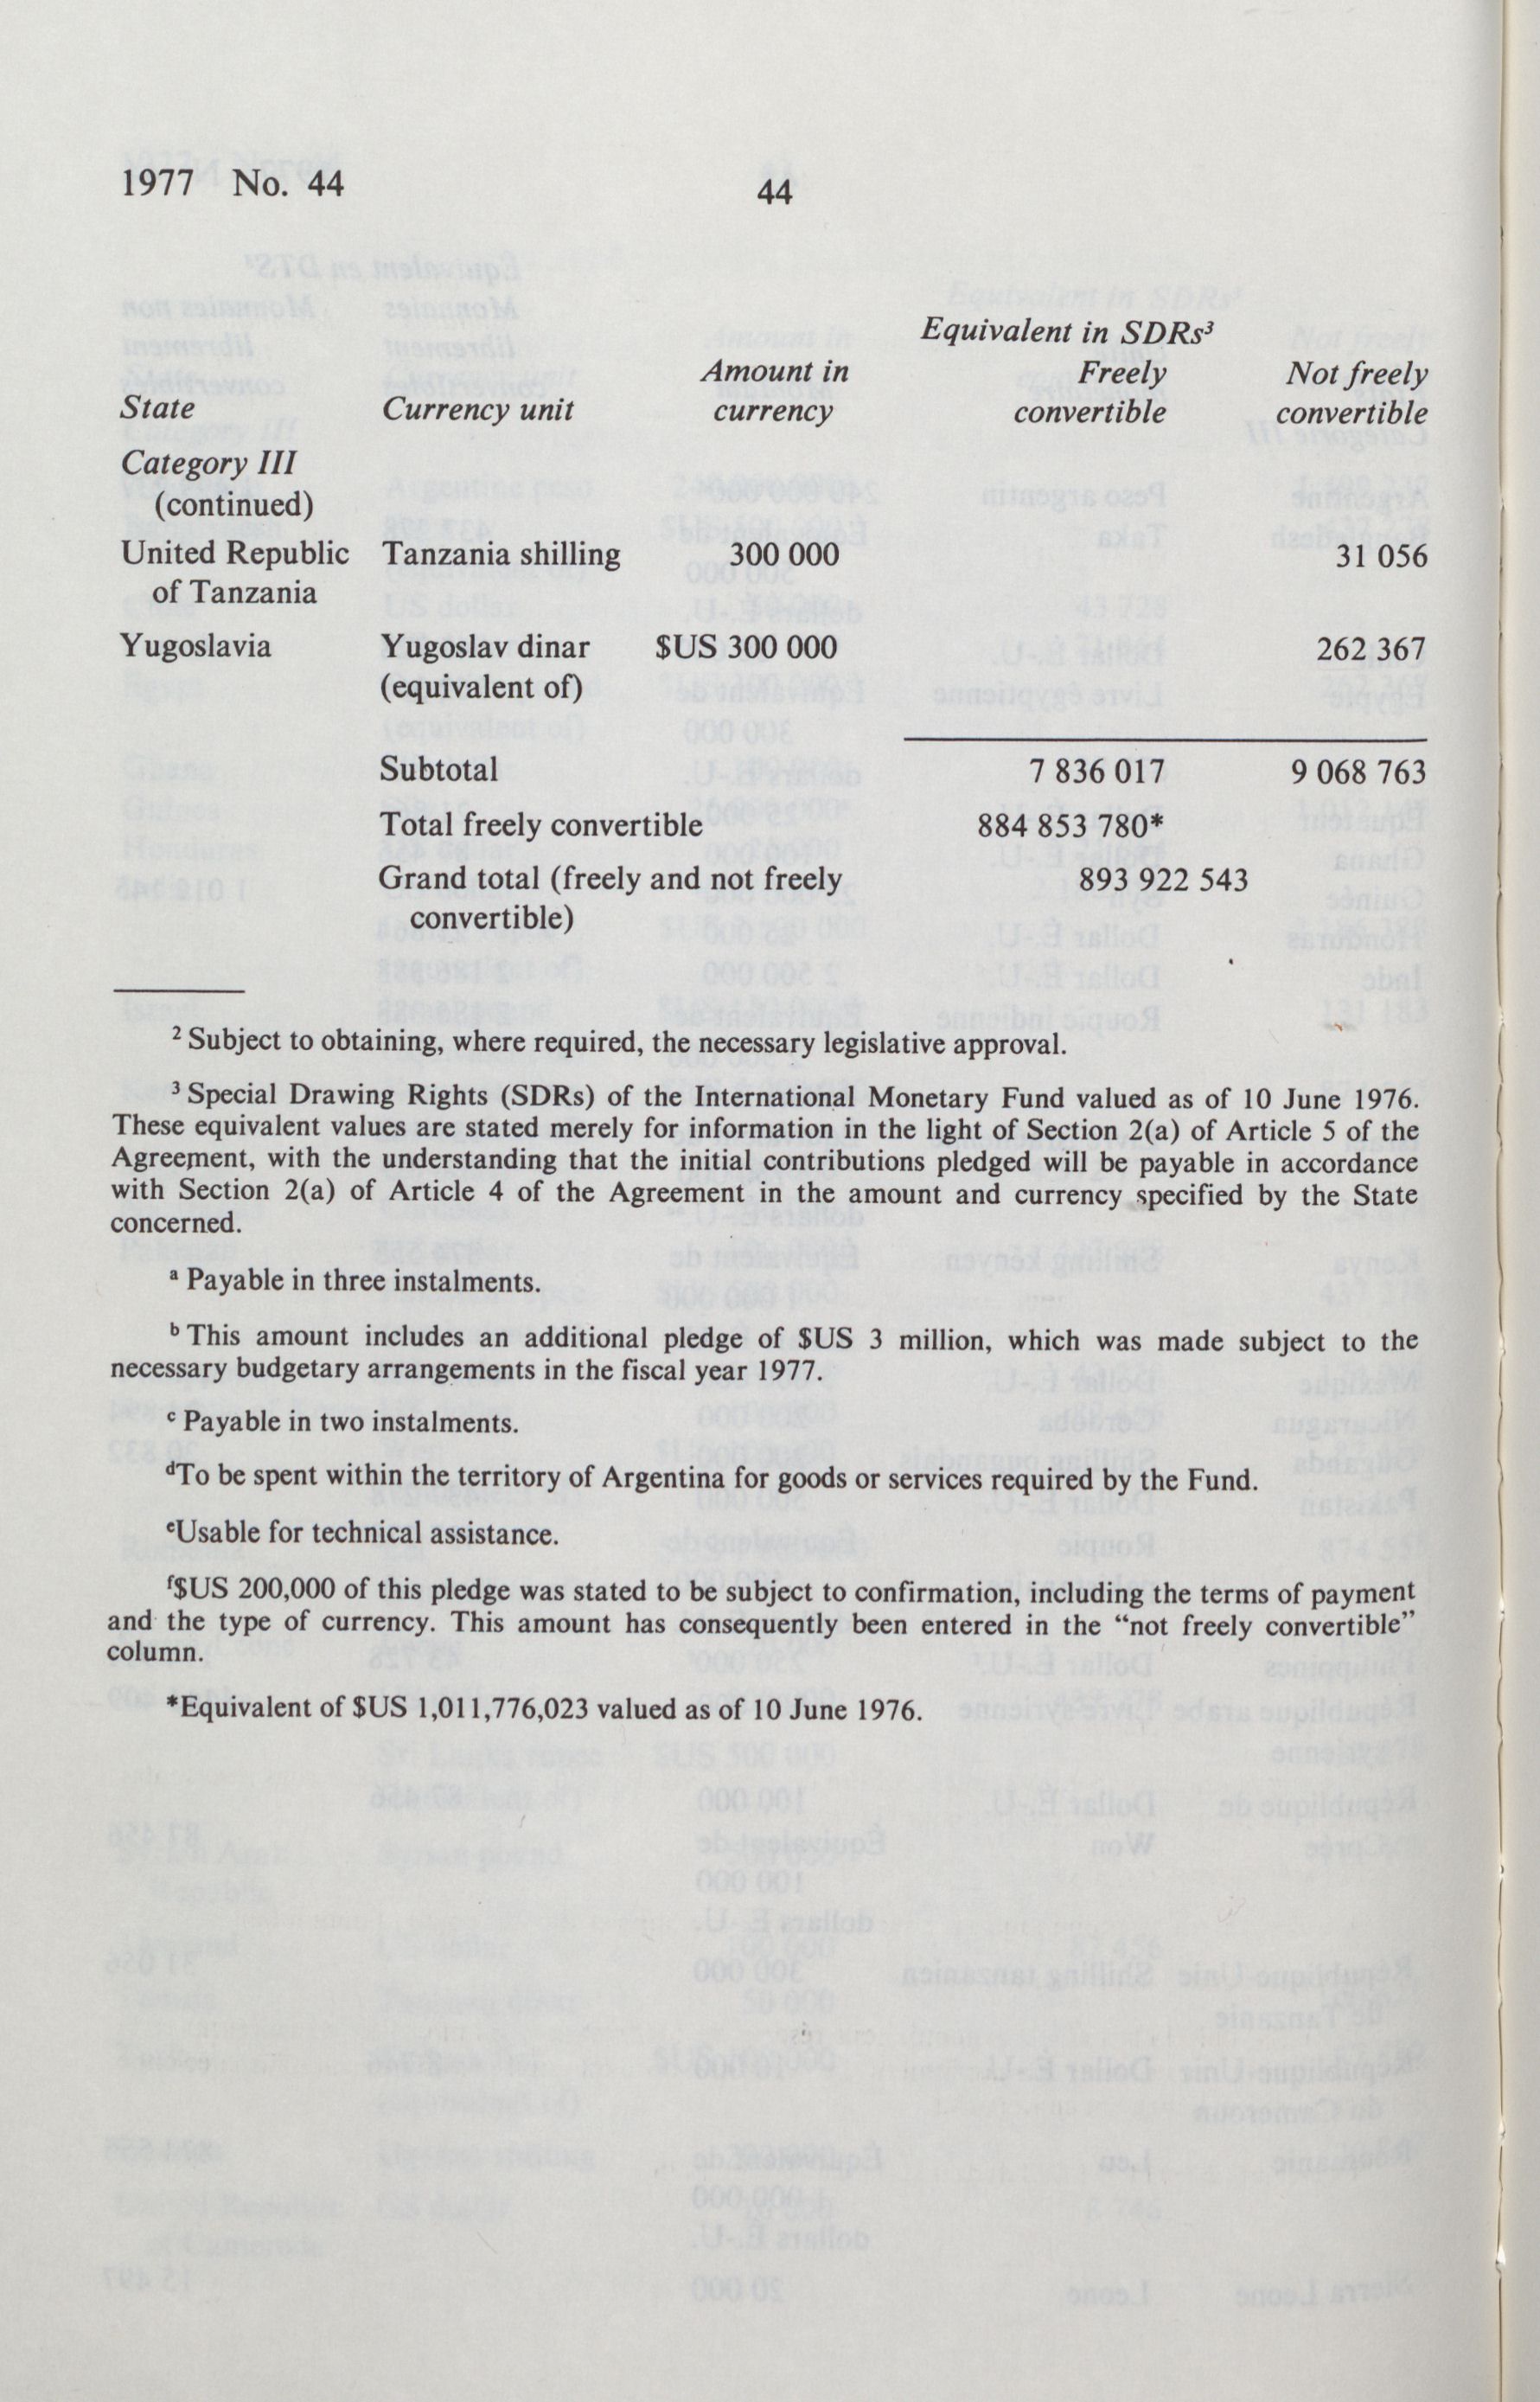 1977 No. 44
44
Equivalent in SDRs³
Amount in Freely Not freely
State Currency unit currency convertible convertible
Category III
(continued)
United Republic Tanzania shilling 300 000 31 056
of Tanzania
Yugoslavia Yugoslav dinar $US 300 000 262 367
(equivalent of)
Subtotal 7 836 017 9 068 763
Total freely convertible 884 853 780*
Grand total (freely and not freely 893 922 543
convertible)
² Subject to obtaining, where required, the necessary legislative approval.
³ Special Drawing Rights (SDRs) of the International Monetary Fund valued as of 10 June 1976.
These equivalent values are stated merely for information in the light of Section 2(a) of Article 5 of the
Agreement, with the understanding that the initial contributions pledged will be payable in accordance
with Section 2(a) of Article 4 of the Agreement in the amount and currency specified by the State
concerned.
ᵃ Payable in three instalments.
ᵇ This amount includes an additional pledge of $US 3 million, which was made subject to the
necessary budgetary arrangements in the fiscal year 1977.
ᶜ Payable in two instalments.
ᵈTo be spent within the territory of Argentina for goods or services required by the Fund.
ᵉUsable for technical assistance.
ᶠ$US 200,000 of this pledge was stated to be subject to confirmation, including the terms of payment
and the type of currency. This amount has consequently been entered in the “not freely convertible”
column.
*Equivalent of $US 1,011,776,023 valued as of 10 June 1976.